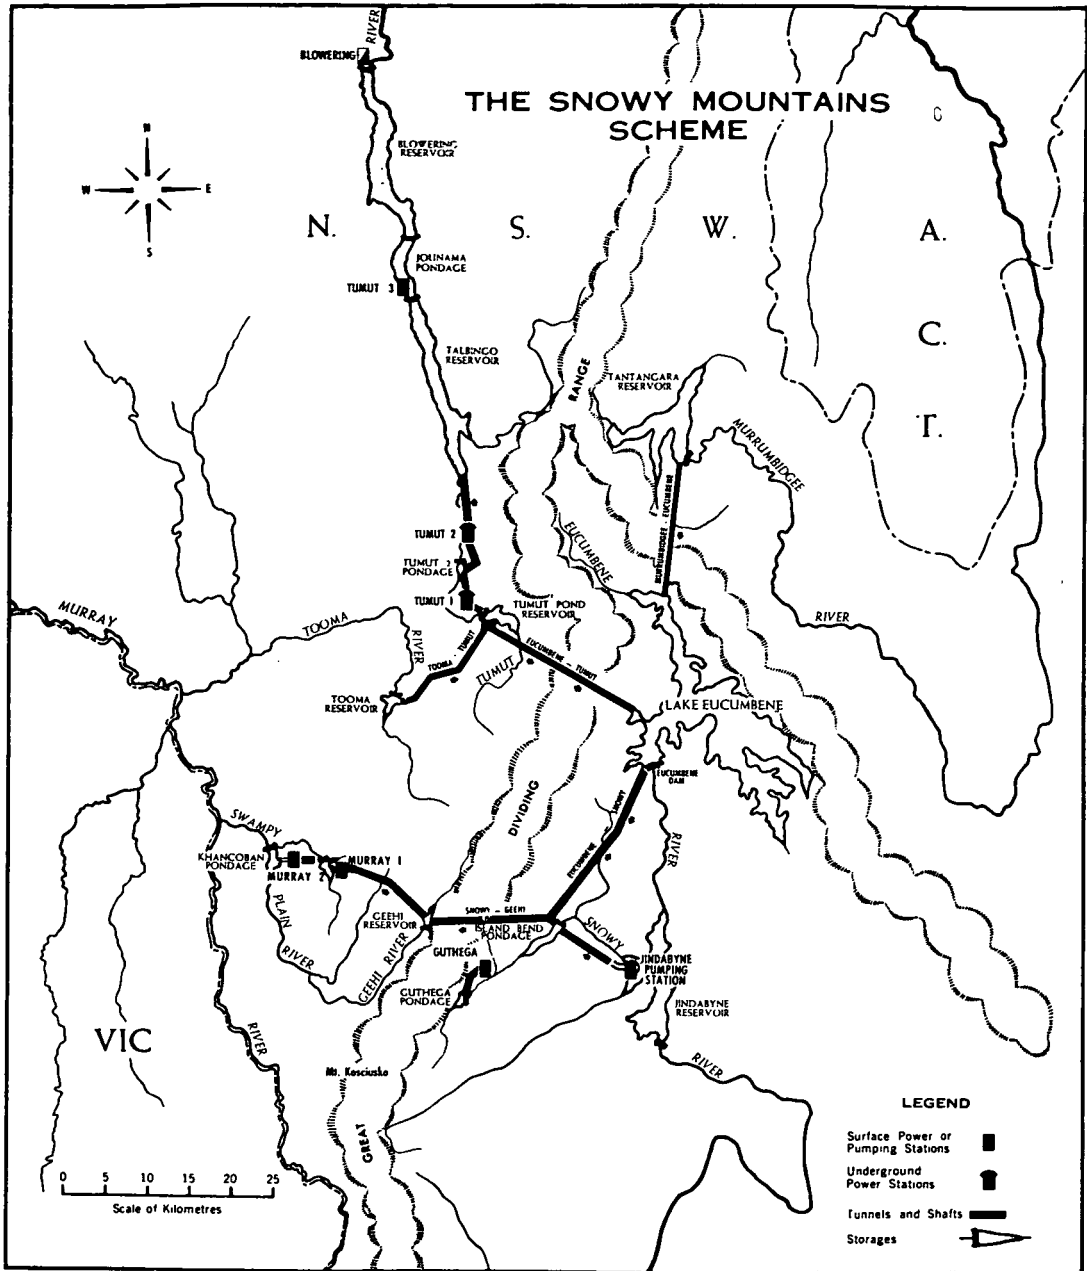 RIVER
BLOWERING
THE SNOWY MOUNTAINS
SCHEME
BLOWERING
RESERVOIR
N
W
E
S
N.
S.
W.
A.
C.
T.
JOUNAMA
PONDAGE
TUMUT 3
TALBINGO
RESERVOIR
RANGE
TANTANGARA
RESERVOIR
MURRUMBIDGEE
MURRUMBIDGEE - EUCUMBENE
EUCUMBENE
TUMUT 2
TUMUT 2
PONDAGE
TUMUT 1
TUMUT POND
RESERVOIR
MURRAY
TOOMA
RIVER
RIVER
TOOMA - TUMUT
TUMUT
EUCUMBENE - TUMUT
TOOMA
RESERVOIR
LAKE EUCUMBENE
EUCUMBENE
DAM
DIVIDING
EUCUMBENE - SNOWY
RIVER
SWAMPY
KHANCOBAN
PONDAGE
MURRAY 1
MURRAY 2
PLAIN
RIVER
GEEHI
RESERVOIR
GEEHI RIVER
SNOWY - GEEHI
ISLAND BEND
PONDAGE
SNOWY
GUTHEGA
JINDABYNE
PUMPING
STATION
GUTHEGA
PONDAGE
JINDABYNE
RESERVOIR
VIC
RIVER
RIVER
Mt. Kosciusko
GREAT
LEGEND
Surface Power or
Pumping Stations
Underground
Power Stations
Tunnels and Shafts
Storages
0 5 10 15 20 25
Scale of Kilometres